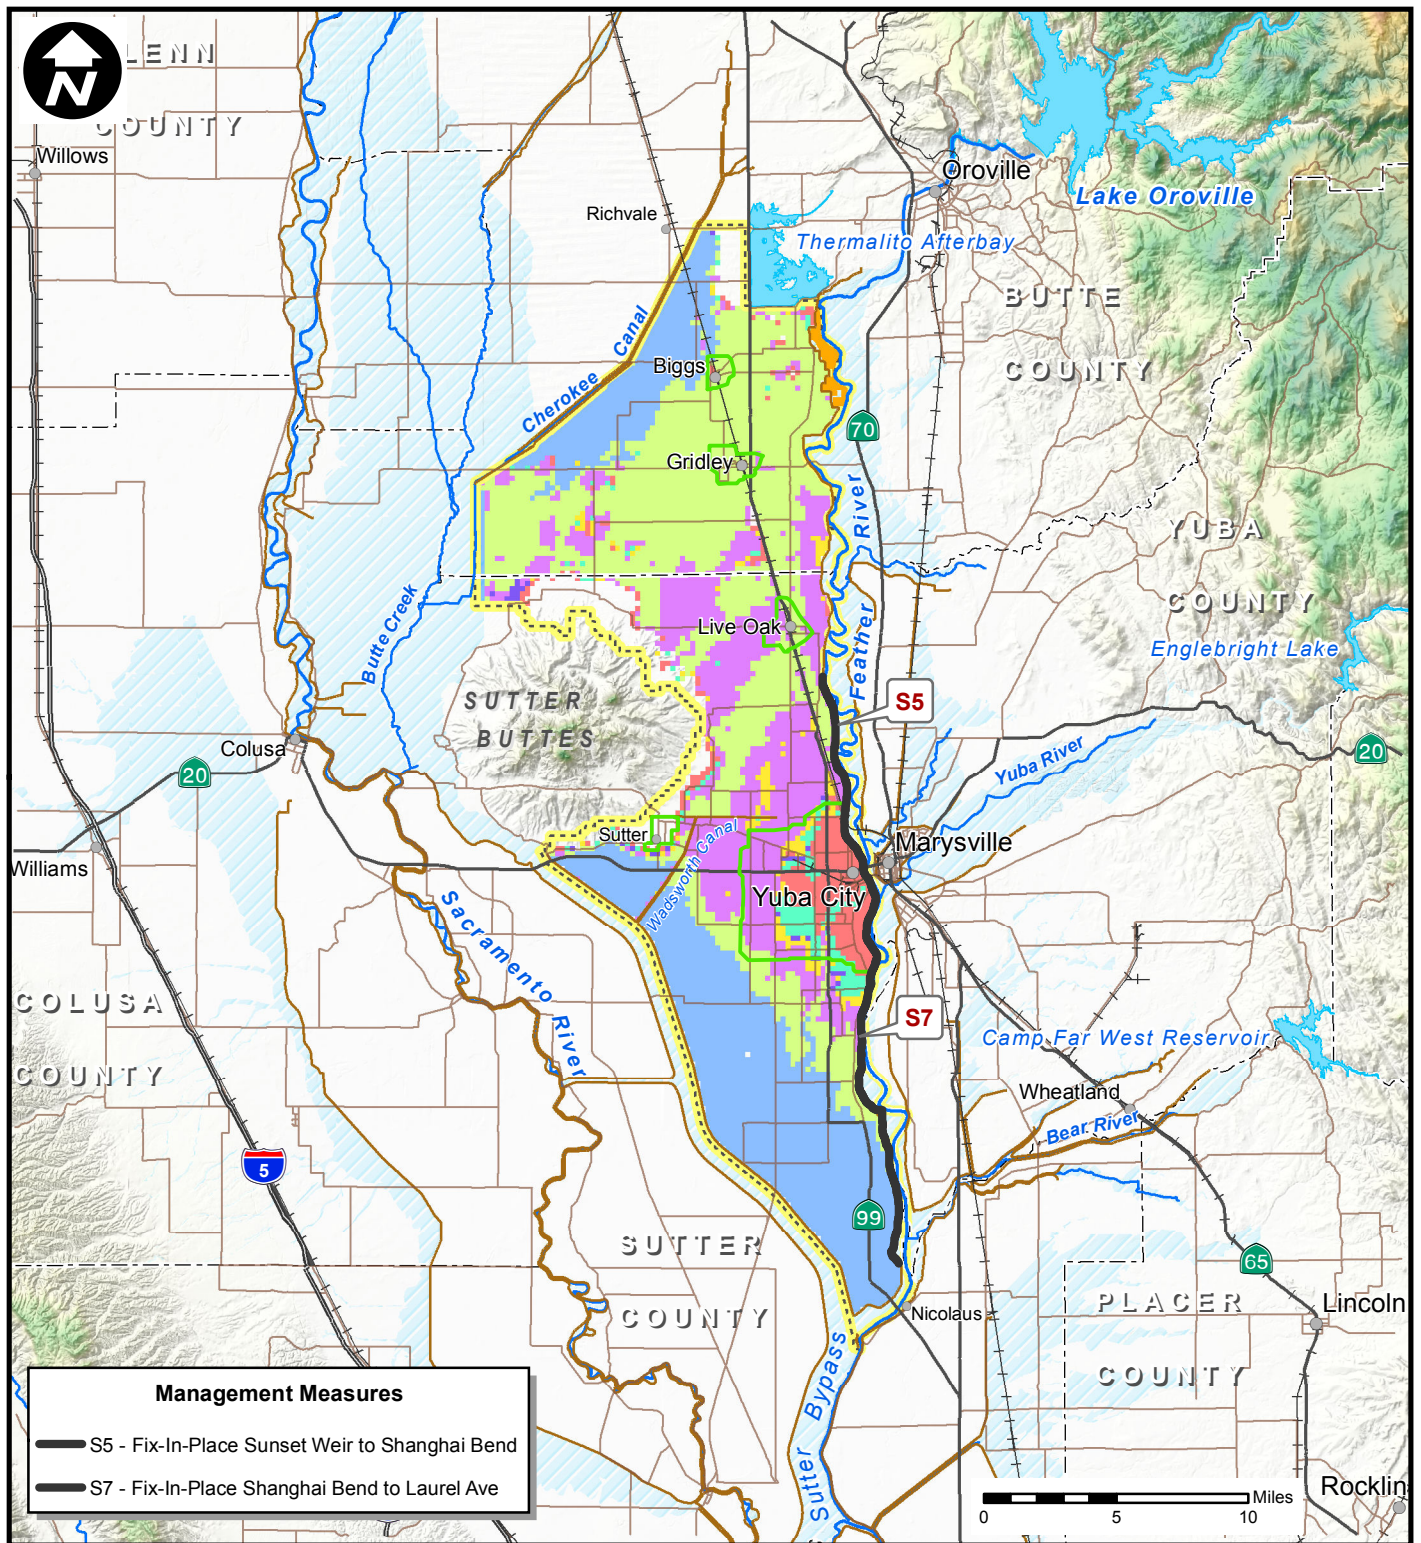 N
LENN
COUNTY
Willows
Richvale
Oroville
Lake Oroville
Thermalito Afterbay
BUTTE
COUNTY
Cherokee Canal
Biggs
70
Gridley
Feather River
YUBA
COUNTY
Butte Creek
Live Oak
Englebright Lake
S5
SUTTER
BUTTES
Colusa
20
Yuba River
20
Sutter
Wadsworth Canal
Marysville
Williams
Yuba City
Sacramento River
COLUSA
COUNTY
S7
Camp Far West Reservoir
Wheatland
Bear River
5
99
SUTTER
COUNTY
65
PLACER
COUNTY
Nicolaus
Lincoln
Sutter Bypass
Rocklin
Management Measures
S5 - Fix-In-Place Sunset Weir to Shanghai Bend
S7 - Fix-In-Place Shanghai Bend to Laurel Ave
Miles
0 5 10